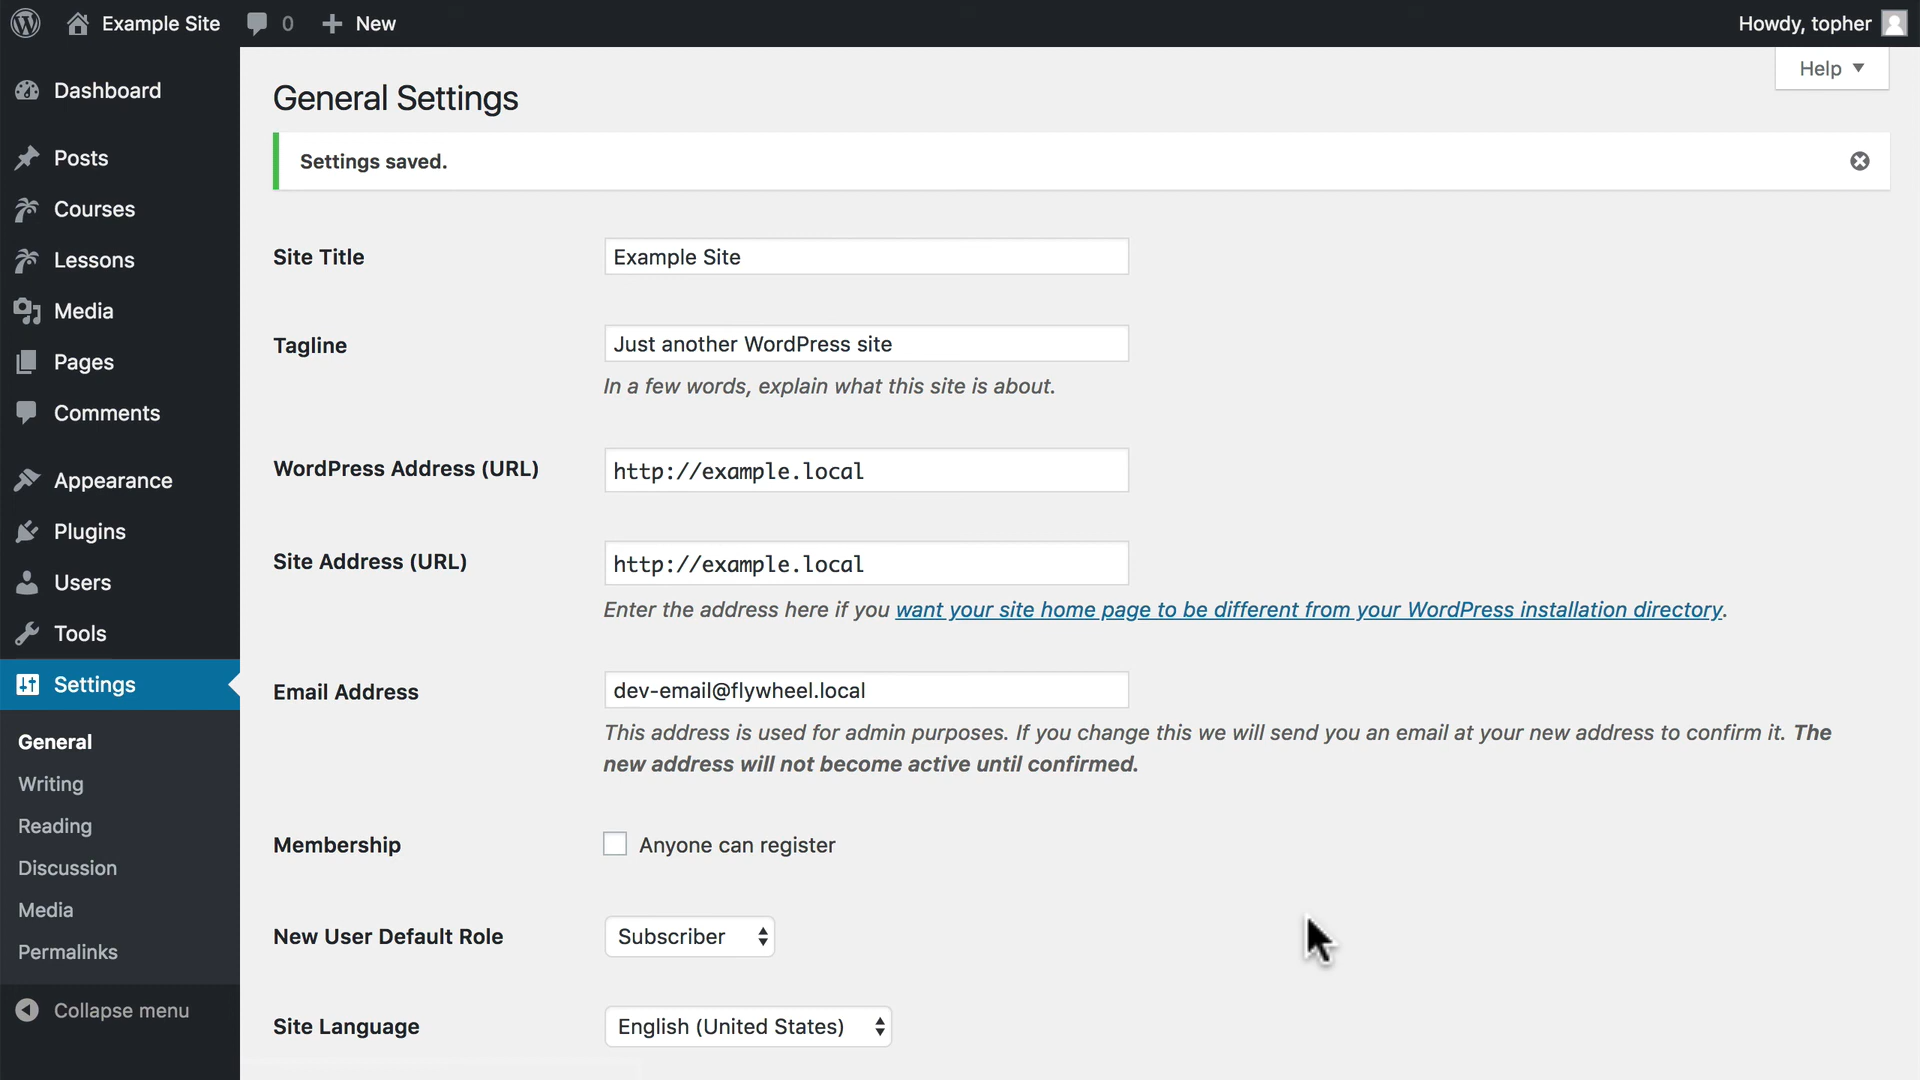 Example Site
0
New
Howdy, topher
Help
Dashboard
Posts
Courses
Lessons
Media
Pages
Comments
Appearance
Plugins
Users
Tools
Settings
General
Writing
Reading
Discussion
Media
Permalinks
Collapse menu
General Settings
Settings saved.
Site Title
Example Site
Tagline
Just another WordPress site
In a few words, explain what this site is about.
WordPress Address (URL)
http://example.local
Site Address (URL)
http://example.local
Enter the address here if you want your site home page to be different from your WordPress installation directory.
Email Address
dev-email@flywheel.local
This address is used for admin purposes. If you change this we will send you an email at your new address to confirm it. The
new address will not become active until confirmed.
Membership
Anyone can register
New User Default Role
Subscriber
Site Language
English (United States)